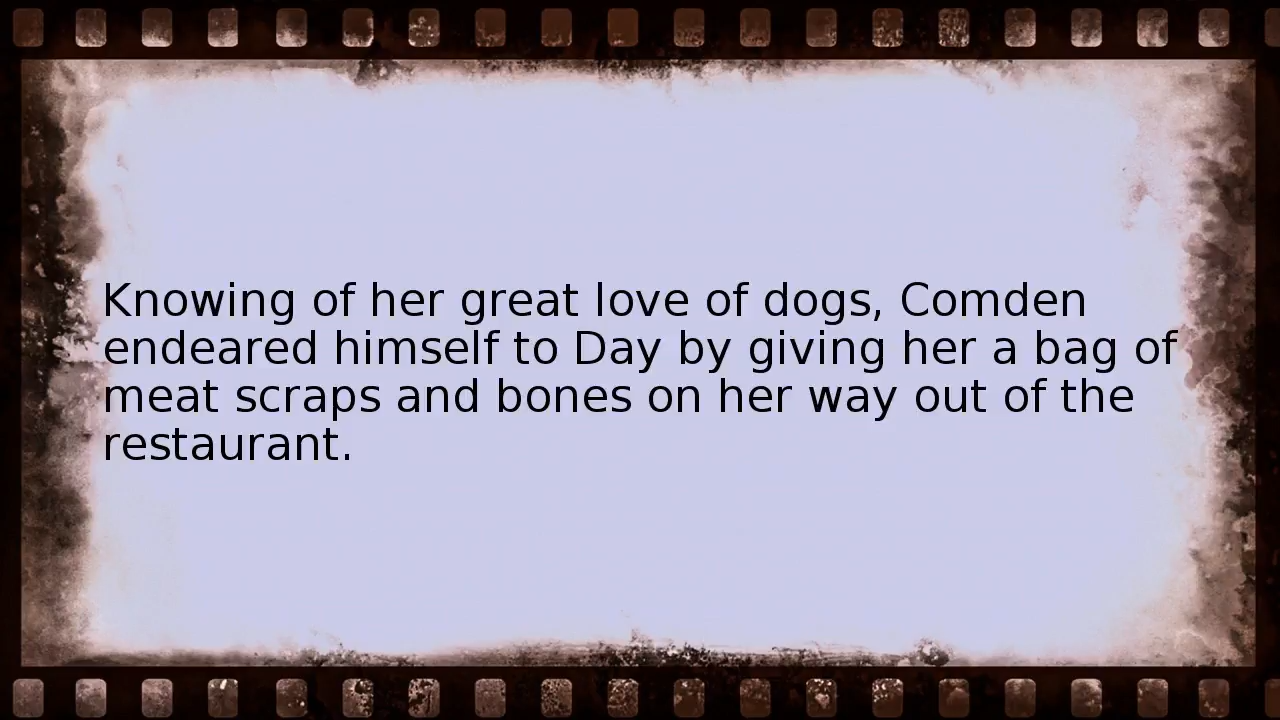 Knowing of her great love of dogs, Comden
endeared himself to Day by giving her a bag of
meat scraps and bones on her way out of the
restaurant.